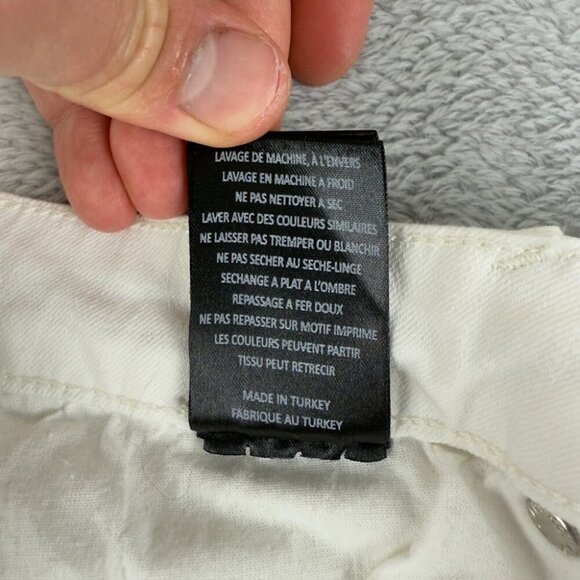 LAVAGE DE MACHINE, À L'ENVERS
LAVAGE EN MACHINE A FROID
NE PAS NETTOYER A SEC
LAVER AVEC DES COULEURS SIMILAIRES
NE LAISSER PAS TREMPER OU BLANCHIR
NE PAS SECHER AU SECHE-LINGE
SECHANGE A PLAT A L'OMBRE
REPASSAGE A FER DOUX
NE PAS REPASSER SUR MOTIF IMPRIME
LES COULEURS PEUVENT PARTIR
TISSU PEUT RETRECIR
MADE IN TURKEY
FABRIQUE AU TURKEY